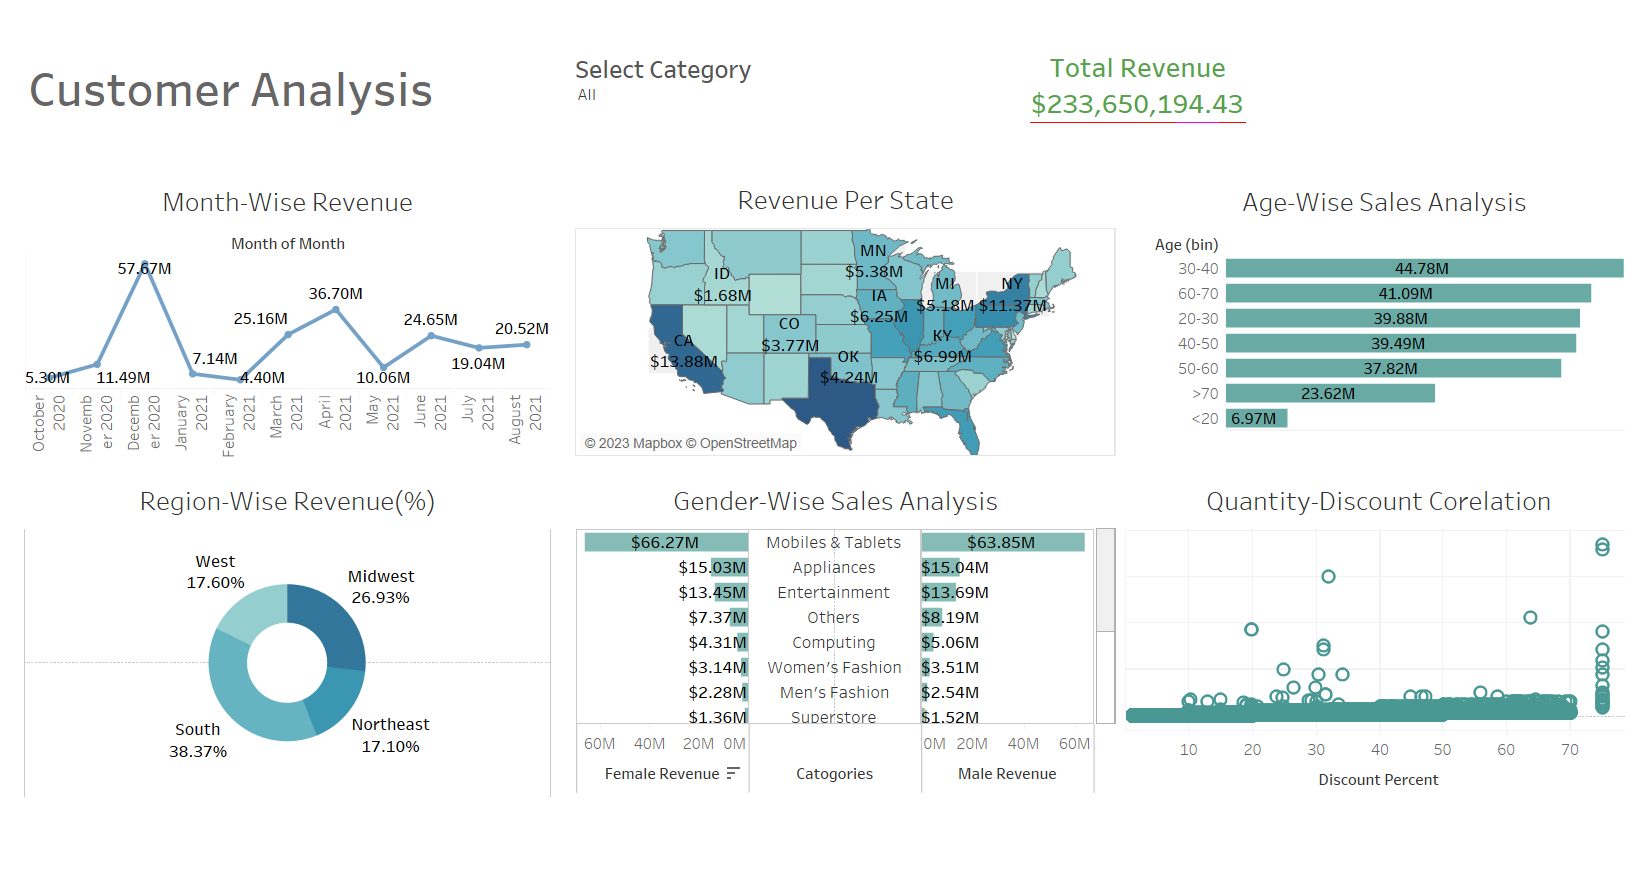 Customer Analysis
Select Category
All
Total Revenue
$233,650,194.43
Month-Wise Revenue
Month of Month
57.67M
36.70M
25.16M
24.65M
20.52M
7.14M
19.04M
5.30M
11.49M
4.40M
10.06M
October
2020
Novemb
er 2020
Decemb
er 2020
January
2021
February
2021
March
2021
April
2021
May
2021
June
2021
July
2021
August
2021
Revenue Per State
MN
$5.38M
ID
$1.68M
MI
$5.18M
NY
$11.37M
IA
$6.25M
CO
$3.77M
KY
$6.99M
CA
$13.88M
OK
$4.24M
© 2023 Mapbox © OpenStreetMap
Age-Wise Sales Analysis
Age (bin)
30-40 44.78M
60-70 41.09M
20-30 39.88M
40-50 39.49M
50-60 37.82M
>70 23.62M
<20 6.97M
Region-Wise Revenue(%)
West
17.60%
Midwest
26.93%
South
38.37%
Northeast
17.10%
Gender-Wise Sales Analysis
$66.27M Mobiles & Tablets $63.85M
$15.03M Appliances $15.04M
$13.45M Entertainment $13.69M
$7.37M Others $8.19M
$4.31M Computing $5.06M
$3.14M Women's Fashion $3.51M
$2.28M Men's Fashion $2.54M
$1.36M Superstore $1.52M
60M 40M 20M 0M 0M 20M 40M 60M
Female Revenue Catogories Male Revenue
Quantity-Discount Corelation
10 20 30 40 50 60 70
Discount Percent